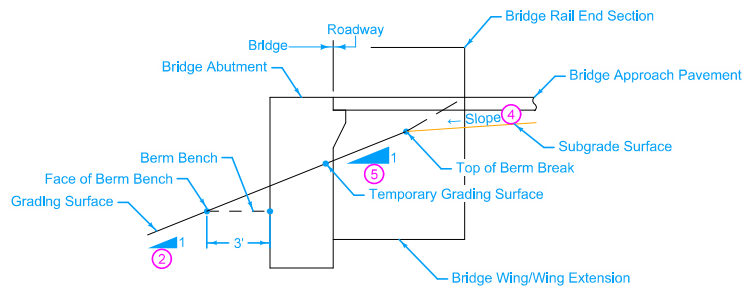 Bridge Rail End Section
Roadway
Bridge
Bridge Abutment
Bridge Approach Pavement
← Slope 4
Subgrade Surface
1
5
Top of Berm Break
Berm Bench
Face of Berm Bench
Temporary Grading Surface
Grading Surface
1
2
3'
Bridge Wing/Wing Extension